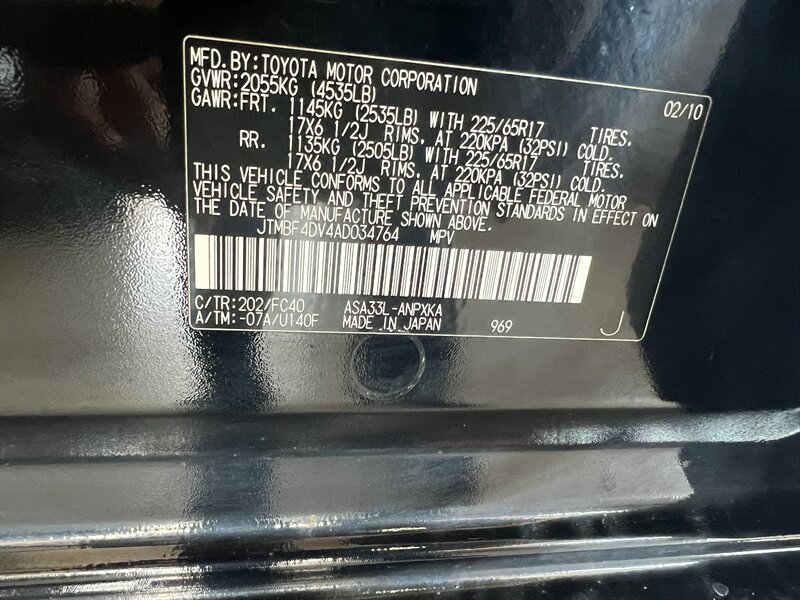 MFD.BY:TOYOTA MOTOR CORPORATION 02/10
GVWR:2055KG (4535LB)
GAWR:FRT. 1145KG (2535LB) WITH 225/65R17 TIRES,
17X6 1/2J RIMS, AT 220KPA (32PSI) COLD.
RR. 1135KG (2505LB) WITH 225/65R17 TIRES,
17X6 1/2J RIMS, AT 220KPA (32PSI) COLD.
THIS VEHICLE CONFORMS TO ALL APPLICABLE FEDERAL MOTOR
VEHICLE SAFETY AND THEFT PREVENTION STANDARDS IN EFFECT ON
THE DATE OF MANUFACTURE SHOWN ABOVE.
JTMBF4DV4AD034764 MPV
C/TR:202/FC40 ASA33L-ANPXKA
A/TM:-07A/U140F MADE IN JAPAN 969 J